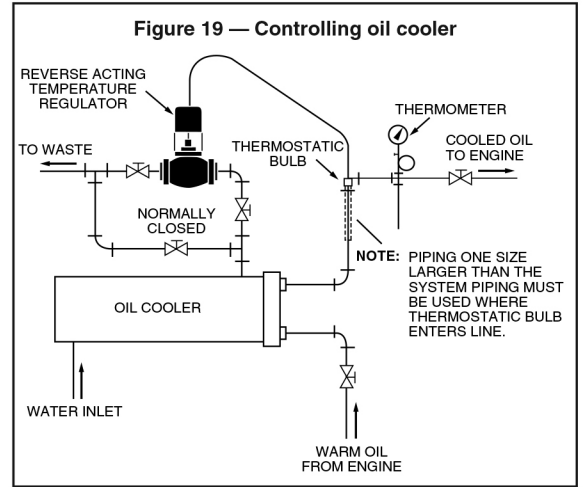 Figure 19 — Controlling oil cooler
REVERSE ACTING
TEMPERATURE
REGULATOR
THERMOMETER
TO WASTE
THERMOSTATIC
BULB
COOLED OIL
TO ENGINE
NORMALLY
CLOSED
NOTE: PIPING ONE SIZE
LARGER THAN THE
SYSTEM PIPING MUST
BE USED WHERE
THERMOSTATIC BULB
ENTERS LINE.
OIL COOLER
WATER INLET
WARM OIL
FROM ENGINE